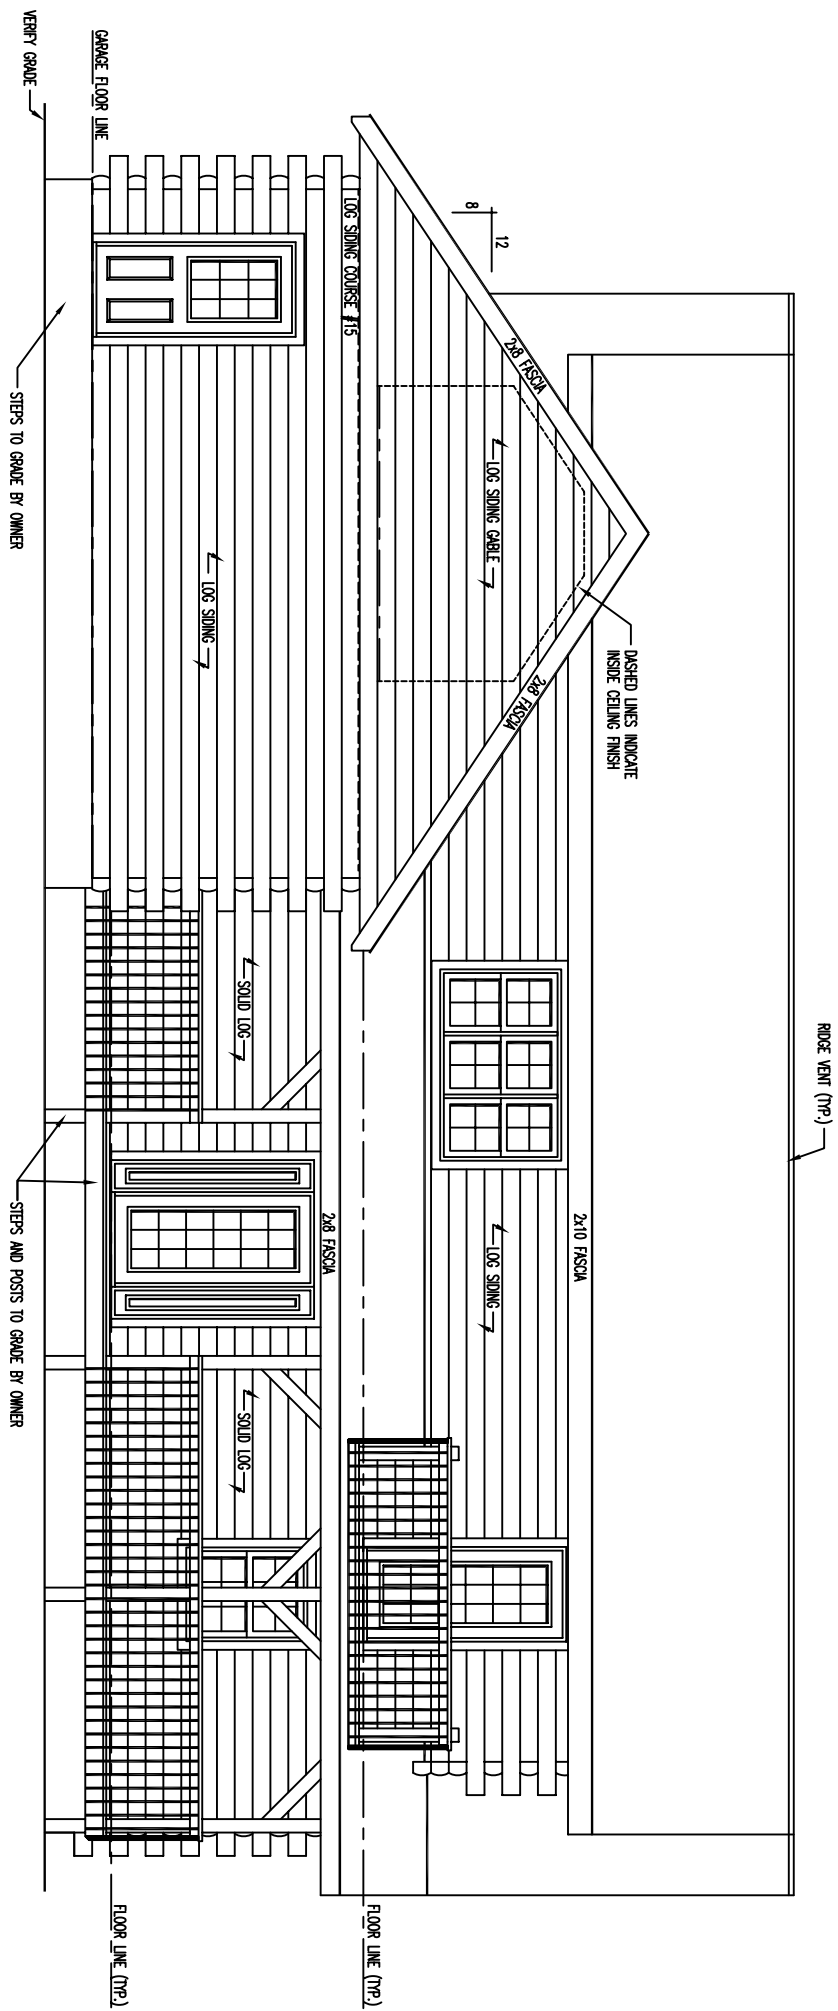 RIDGE VENT (TYP.)
12
8
2x8 FASCIA
LOG SIDING GABLE
DASHED LINES INDICATE
INSIDE CEILING FINISH
2x8 FASCIA
2x10 FASCIA
LOG SIDING
LOG SIDING COURSE #15
FLOOR LINE (TYP.)
2x8 FASCIA
SOLID LOG
SOLID LOG
LOG SIDING
GARAGE FLOOR LINE
FLOOR LINE (TYP.)
VERIFY GRADE
STEPS TO GRADE BY OWNER
STEPS AND POSTS TO GRADE BY OWNER